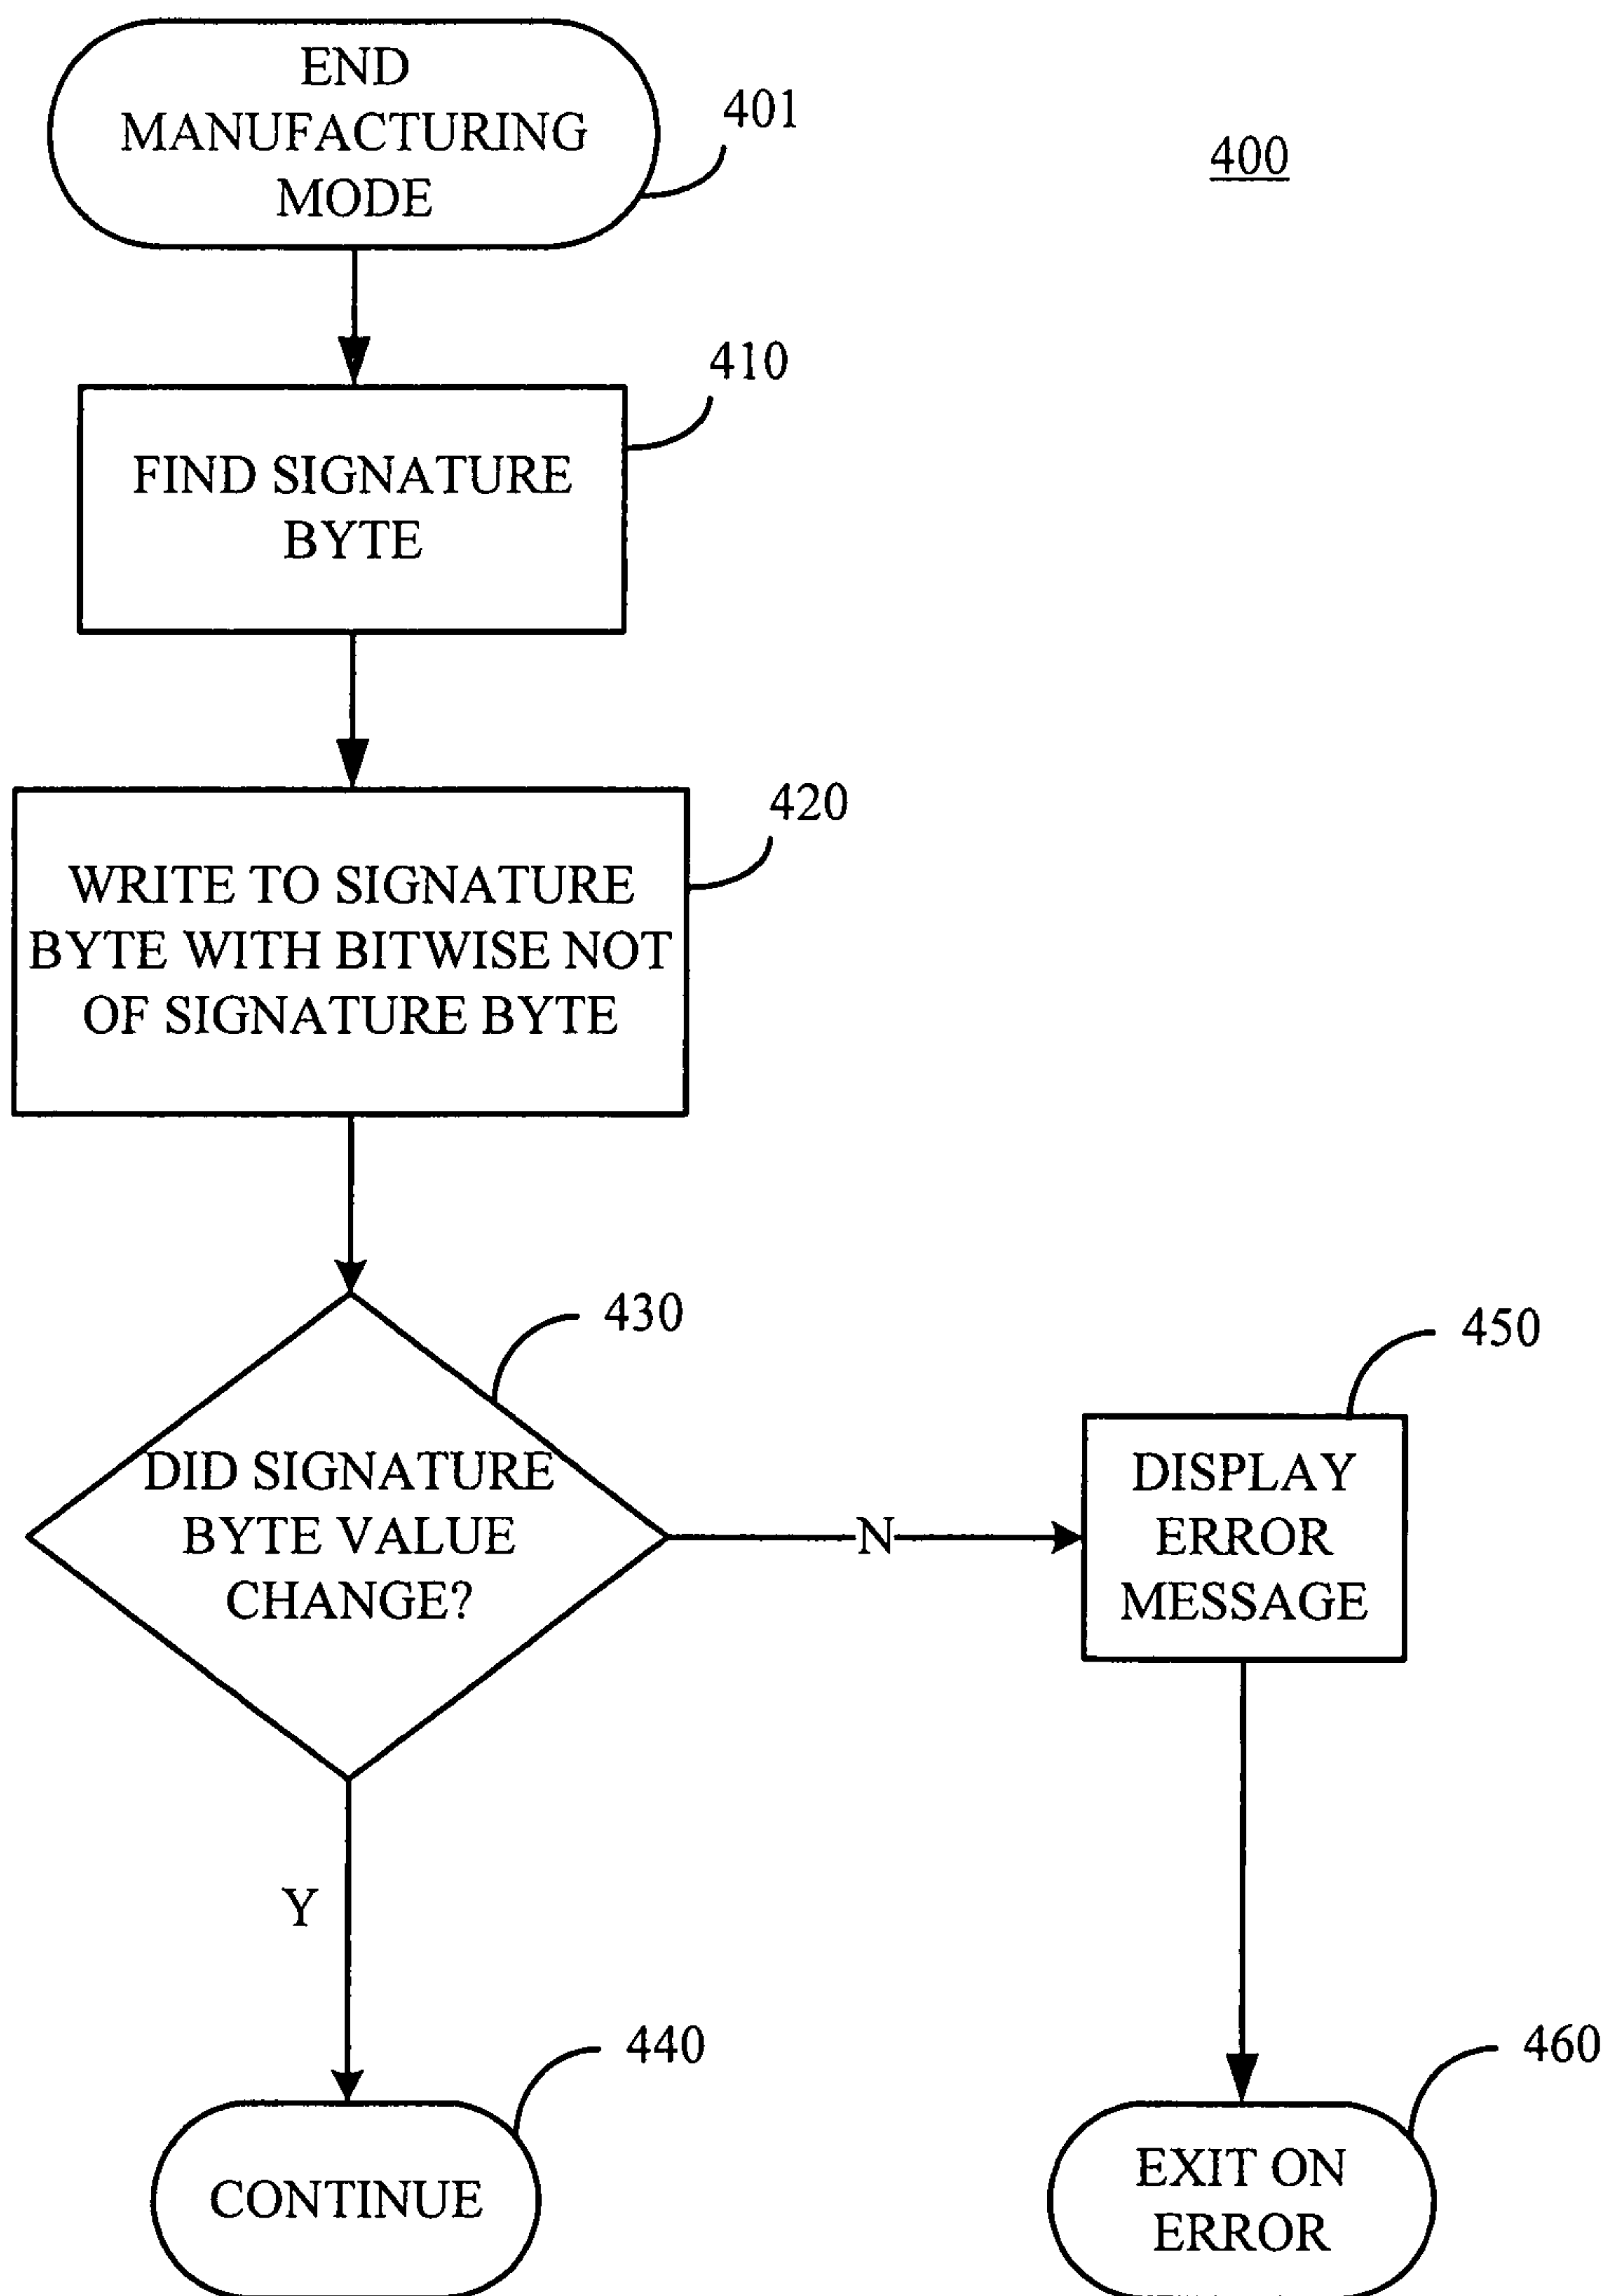 END
MANUFACTURING
MODE
401
400
410
FIND SIGNATURE
BYTE
420
WRITE TO SIGNATURE
BYTE WITH BITWISE NOT
OF SIGNATURE BYTE
430
DID SIGNATURE
BYTE VALUE
CHANGE?
N
450
DISPLAY
ERROR
MESSAGE
Y
440
CONTINUE
460
EXIT ON
ERROR